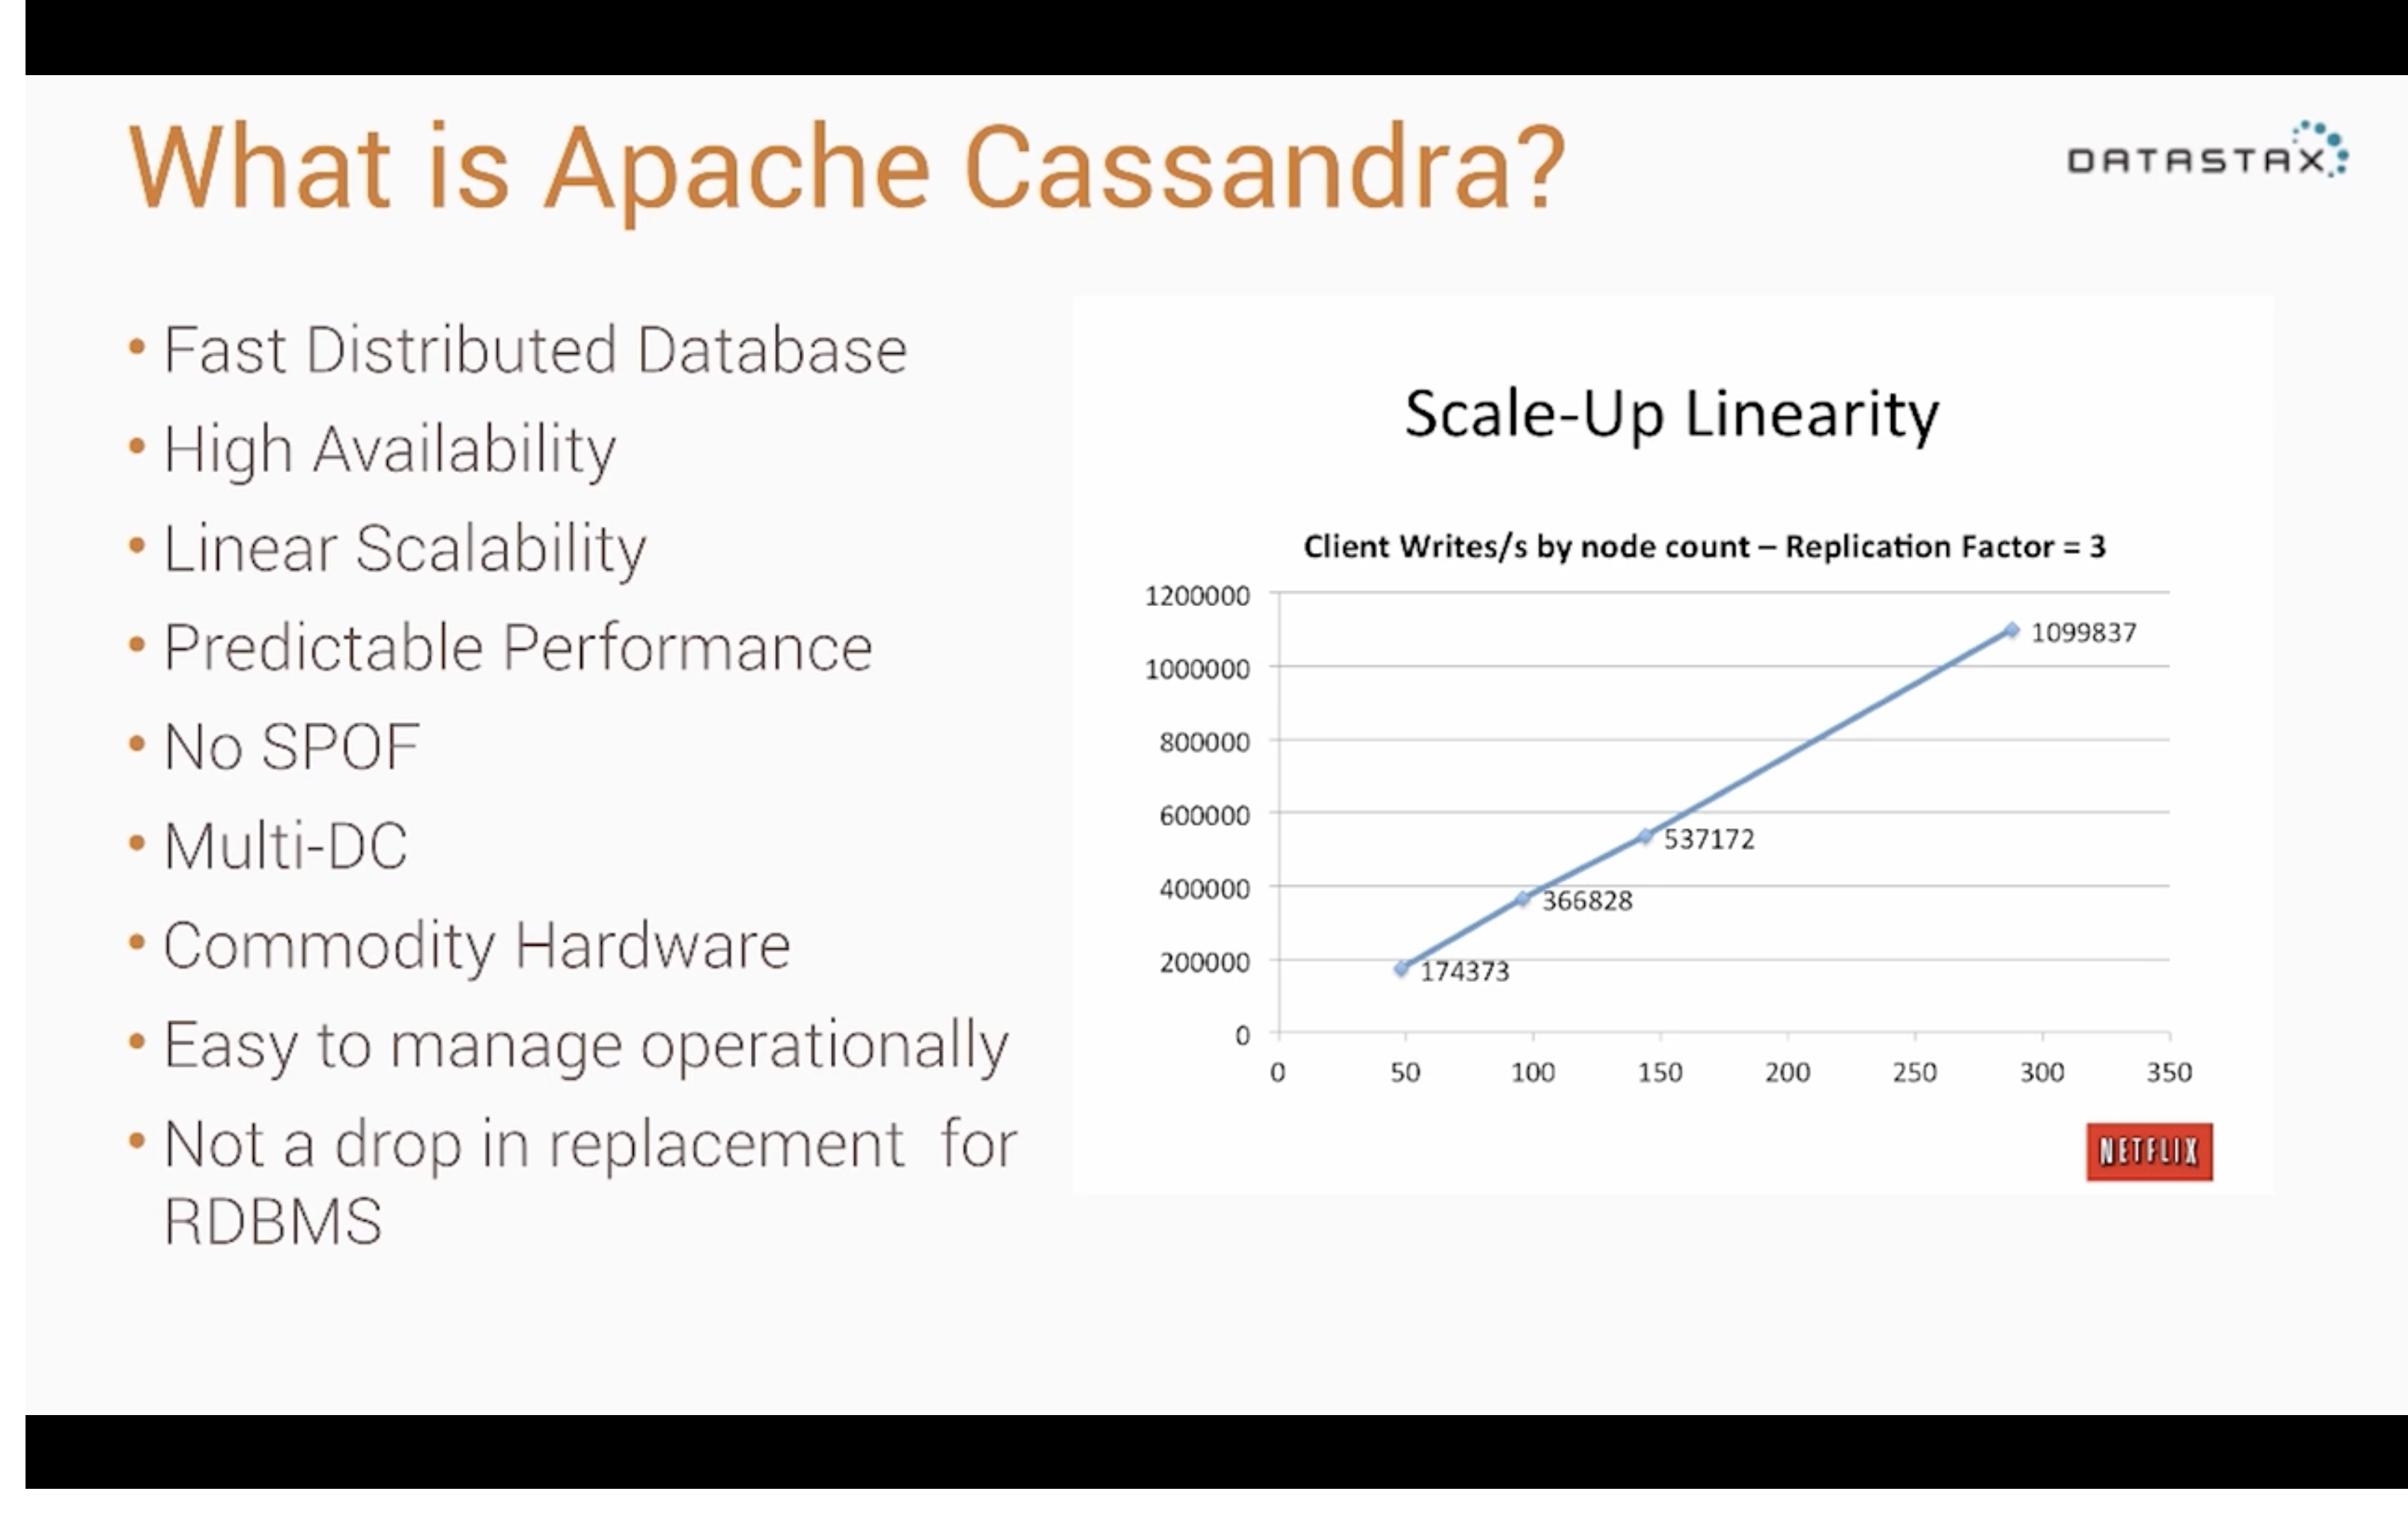 What is Apache Cassandra?
DATASTAX
• Fast Distributed Database
• High Availability
• Linear Scalability
• Predictable Performance
• No SPOF
• Multi-DC
• Commodity Hardware
• Easy to manage operationally
• Not a drop in replacement  for
RDBMS
Scale-Up Linearity
Client Writes/s by node count – Replication Factor = 3
1200000
1000000
800000
600000
400000
200000
0
1099837
537172
366828
174373
0 50 100 150 200 250 300 350
NETFLIX